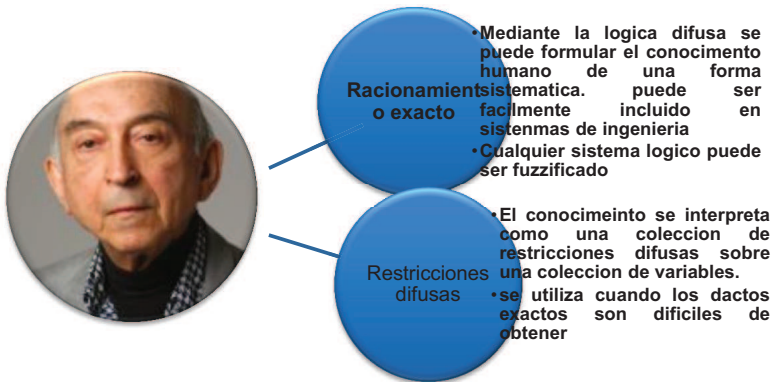 Racionamient
o exacto
•Mediante la logica difusa se
puede formular el conocimento
humano de una forma
sistematica. puede ser
facilmente incluido en
sistenmas de ingenieria
•Cualquier sistema logico puede
ser fuzzificado
Restricciones
difusas
•El conocimeinto se interpreta
como una coleccion de
restricciones difusas sobre
una coleccion de variables.
•se utiliza cuando los dactos
exactos son dificiles de
obtener